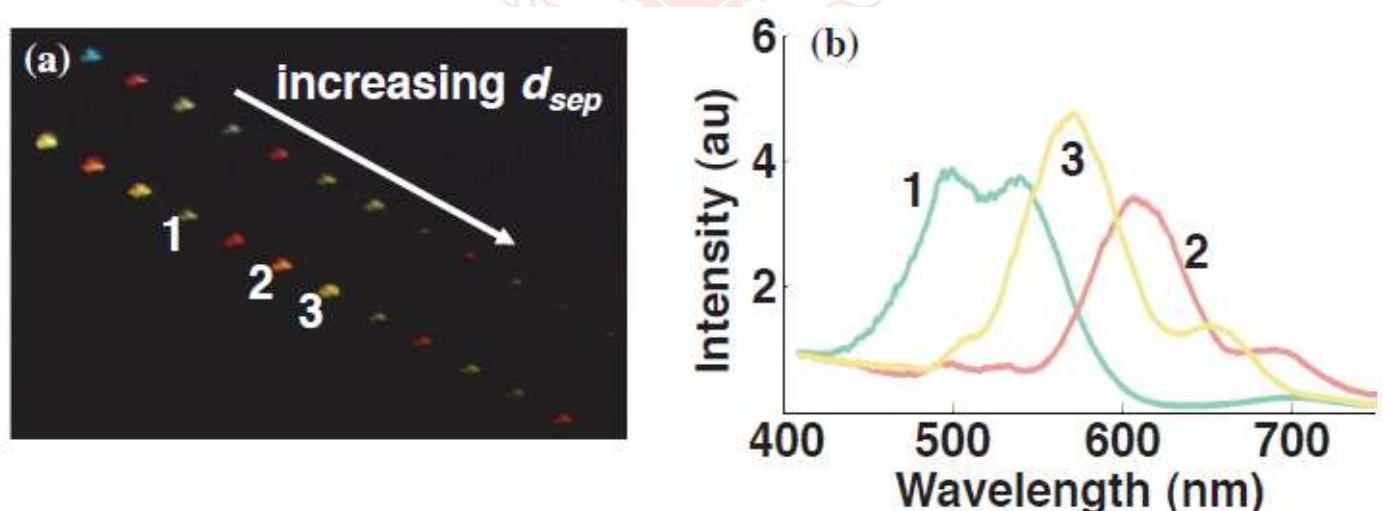 (a)
increasing d_sep
1
2
3
(b)
Intensity (au)
6
4
2
1
3
2
400 500 600 700
Wavelength (nm)